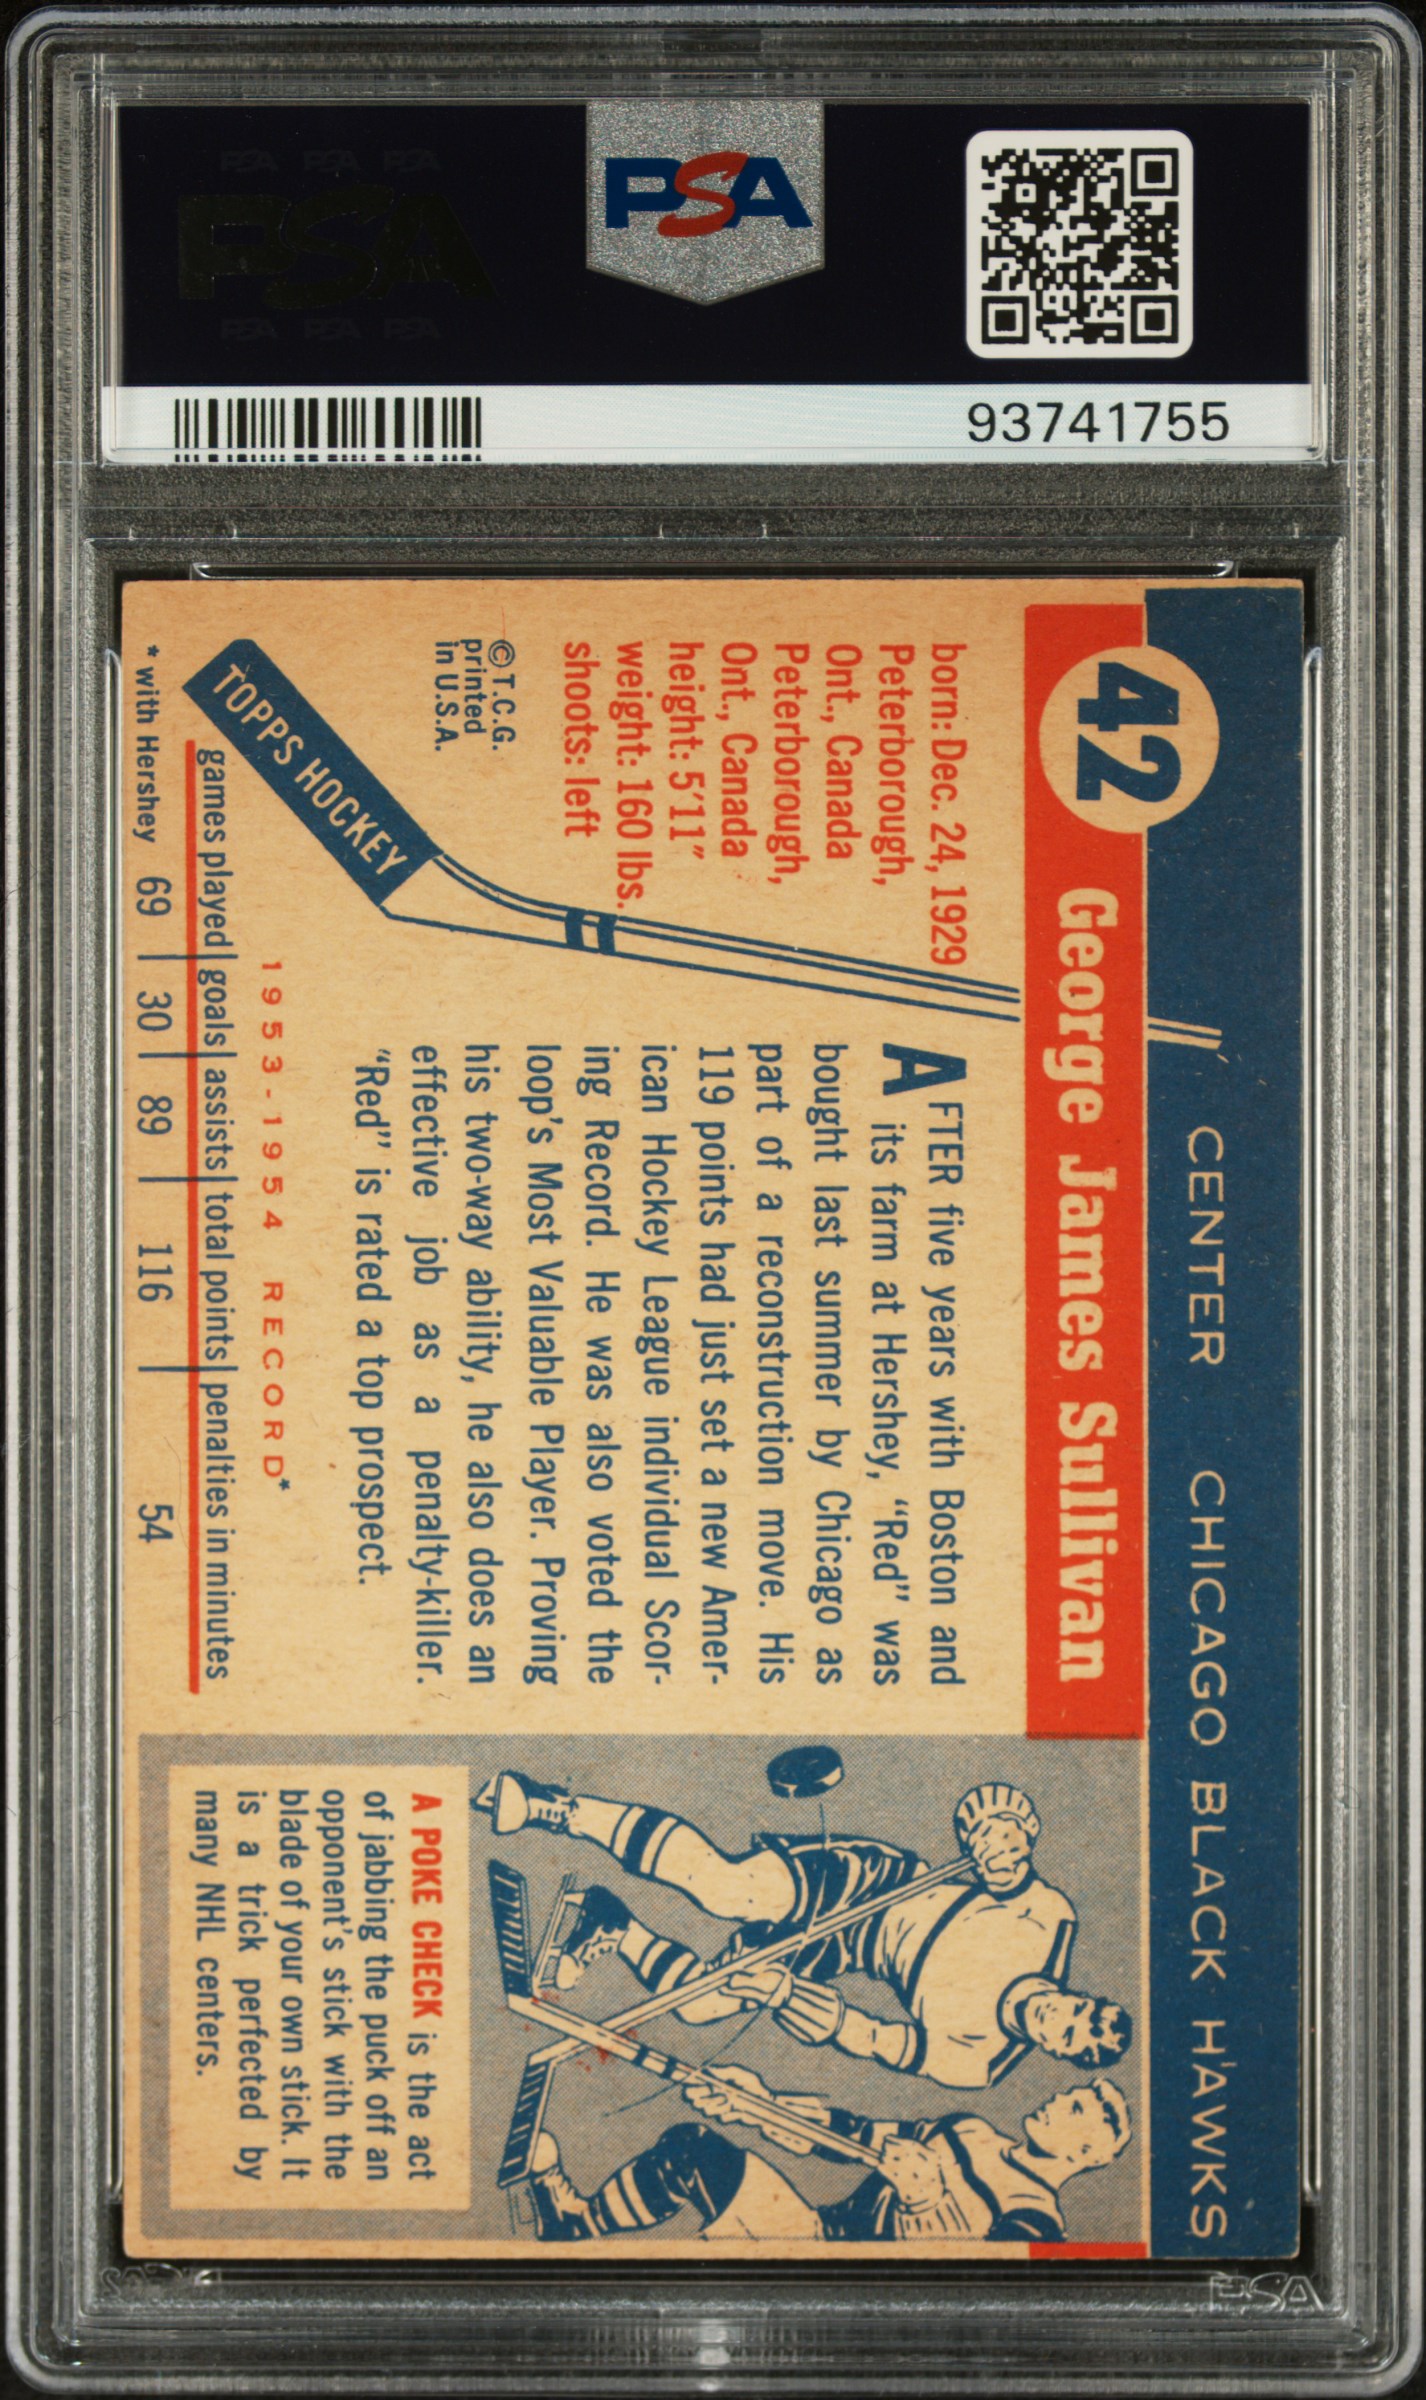 PSA
PSA PSA PSA
PSA
PSA PSA PSA
93741755
42
CENTER CHICAGO BLACK HAWKS
George James Sullivan
born: Dec. 24, 1929
Peterborough,
Ont., Canada
Peterborough,
Ont., Canada
height: 5'11"
weight: 160 lbs.
shoots: left
© T.C.G.
printed
in U.S.A.
TOPPS HOCKEY
AFTER five years with Boston and
its farm at Hershey, "Red" was
bought last summer by Chicago as
part of a reconstruction move. His
119 points had just set a new Amer-
ican Hockey League individual Scor-
ing Record. He was also voted the
loop's Most Valuable Player. Proving
his two-way ability, he also does an
effective job as a penalty-killer.
"Red" is rated a top prospect.
1953-1954 RECORD*
games played goals assists total points penalties in minutes
* with Hershey 69 30 89 116 54
A POKE CHECK is the act
of jabbing the puck off an
opponent's stick with the
blade of your own stick. It
is a trick perfected by
many NHL centers.
PSA